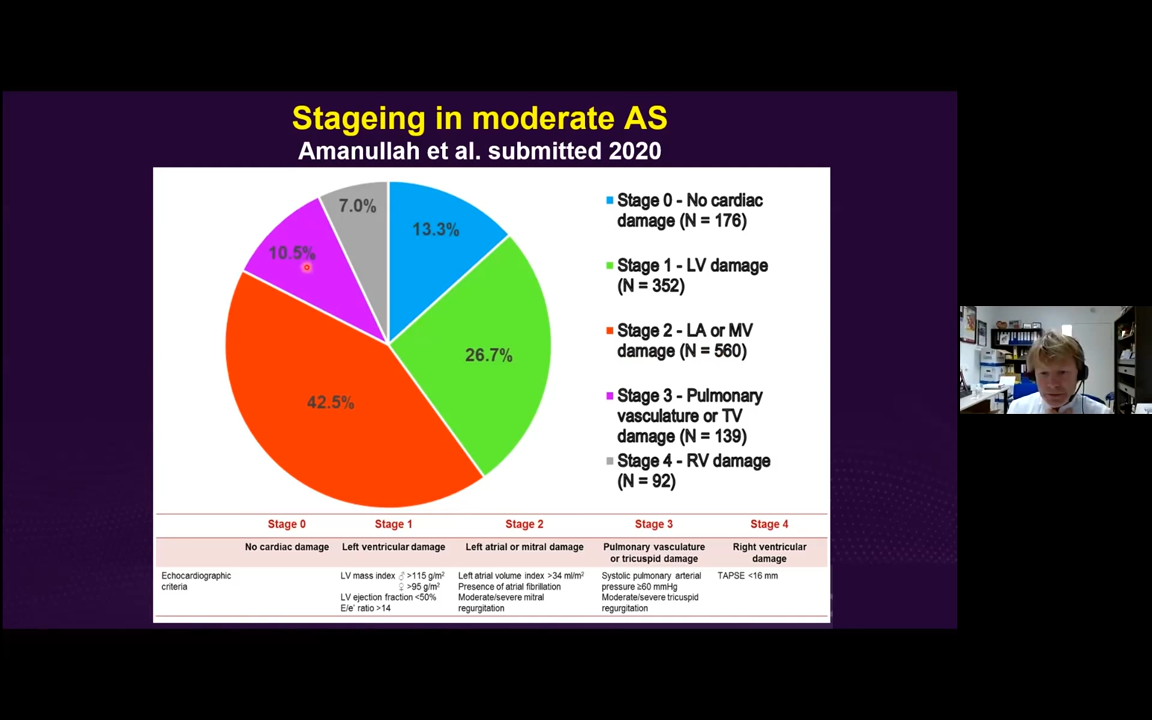 Stageing in moderate AS
Amanullah et al. submitted 2020
7.0%
13.3%
10.5%
26.7%
42.5%
Stage 0 - No cardiac
damage (N = 176)
Stage 1 - LV damage
(N = 352)
Stage 2 - LA or MV
damage (N = 560)
Stage 3 - Pulmonary
vasculature or TV
damage (N = 139)
Stage 4 - RV damage
(N = 92)
Stage 0 Stage 1 Stage 2 Stage 3 Stage 4
No cardiac damage Left ventricular damage Left atrial or mitral damage Pulmonary vasculature Right ventricular
or tricuspid damage damage
Echocardiographic LV mass index ♂ >115 g/m² Left atrial volume index >34 ml/m² Systolic pulmonary arterial TAPSE <16 mm
criteria ♀ >95 g/m² Presence of atrial fibrillation pressure ≥60 mmHg
LV ejection fraction <50% Moderate/severe mitral Moderate/severe tricuspid
E/e' ratio >14 regurgitation regurgitation